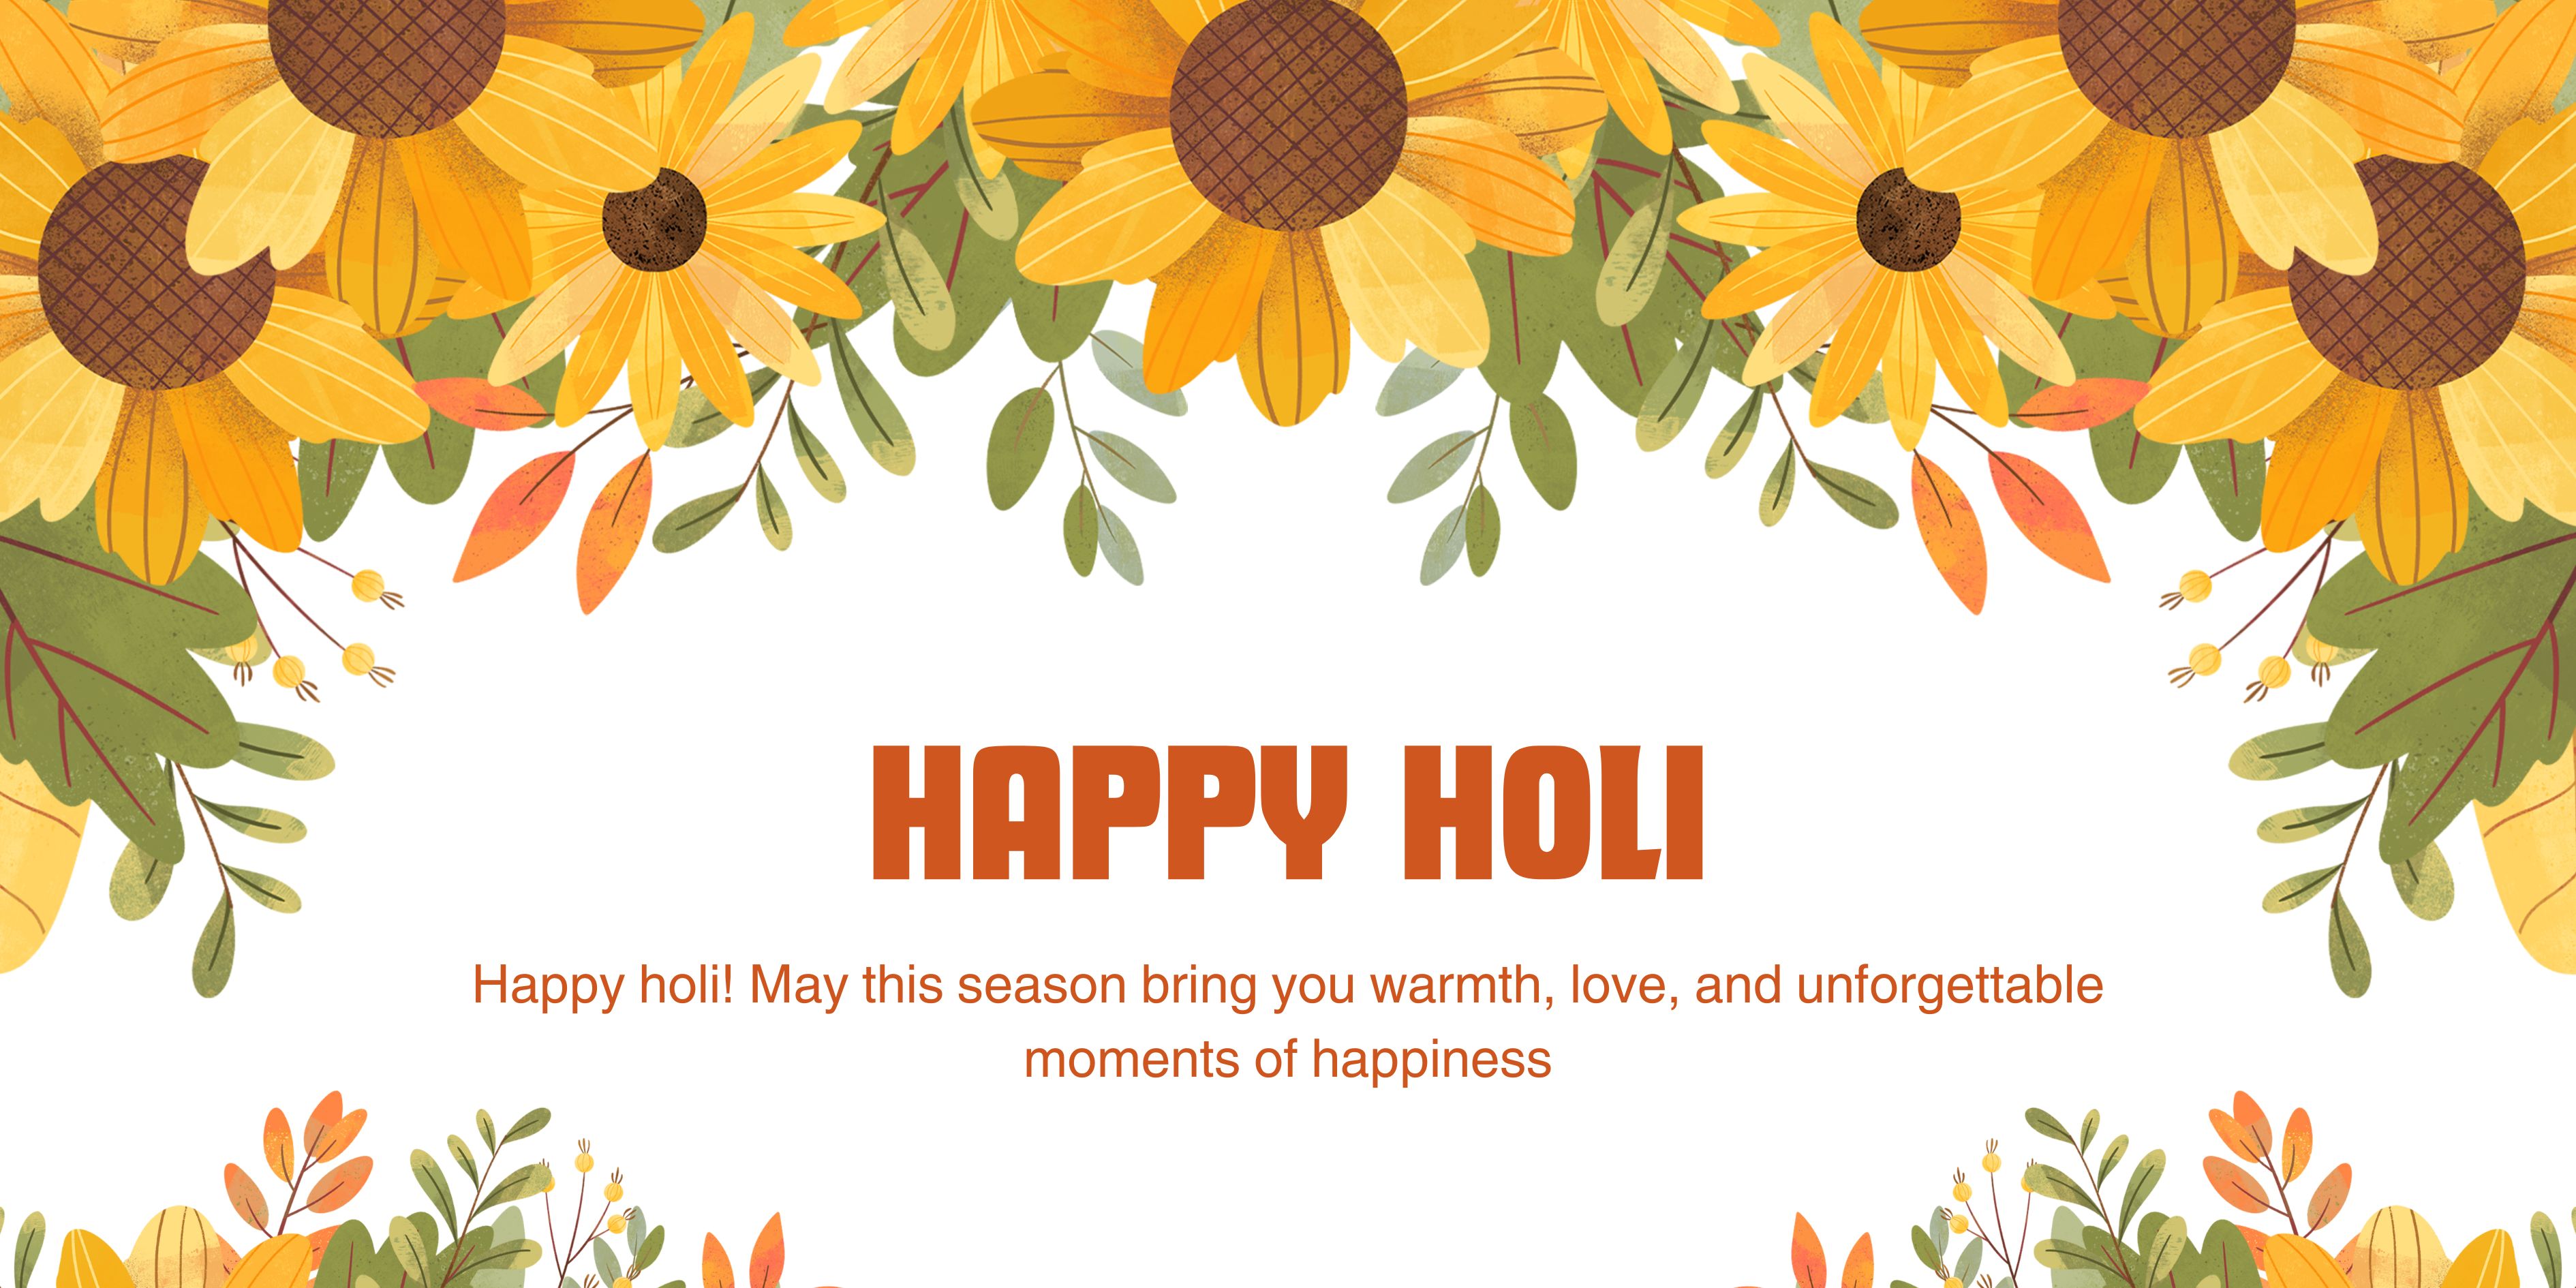 HAPPY HOLI
Happy holi! May this season bring you warmth, love, and unforgettable
moments of happiness